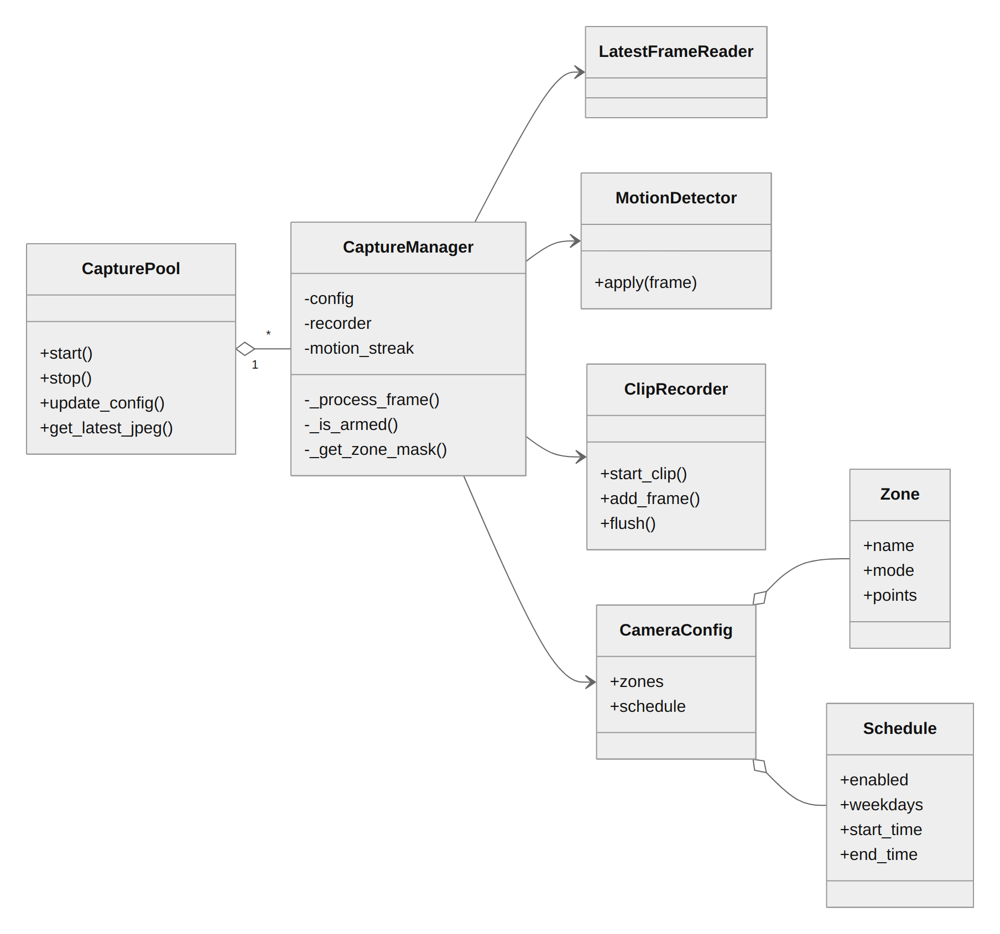 CapturePool
+start()
+stop()
+update_config()
+get_latest_jpeg()
*
1
CaptureManager
-config
-recorder
-motion_streak
-_process_frame()
-_is_armed()
-_get_zone_mask()
LatestFrameReader
MotionDetector
+apply(frame)
ClipRecorder
+start_clip()
+add_frame()
+flush()
CameraConfig
+zones
+schedule
Zone
+name
+mode
+points
Schedule
+enabled
+weekdays
+start_time
+end_time